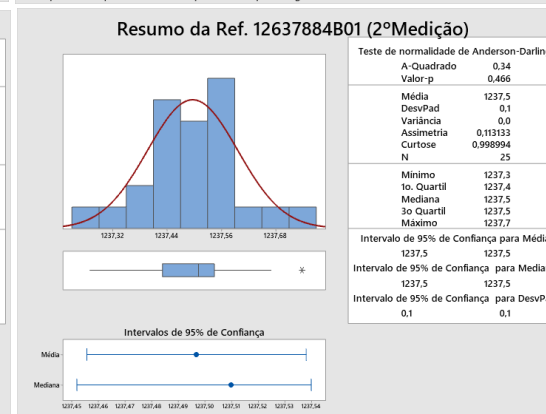 Resumo da Ref. 12637884B01 (2ºMedição)
1237,32 1237,44 1237,56 1237,68
*
Intervalos de 95% de Confiança
Média
Mediana
1237,45 1237,46 1237,47 1237,48 1237,49 1237,50 1237,51 1237,52 1237,53 1237,54
Teste de normalidade de Anderson-Darlin
A-Quadrado 0,34
Valor-p 0,466
Média 1237,5
DesvPad 0,1
Variância 0,0
Assimetria 0,113133
Curtose 0,998994
N 25
Mínimo 1237,3
1o. Quartil 1237,4
Mediana 1237,5
3o Quartil 1237,5
Máximo 1237,7
Intervalo de 95% de Confiança para Média
1237,5 1237,5
Intervalo de 95% de Confiança para Media
1237,5 1237,5
Intervalo de 95% de Confiança para DesvPa
0,1 0,1